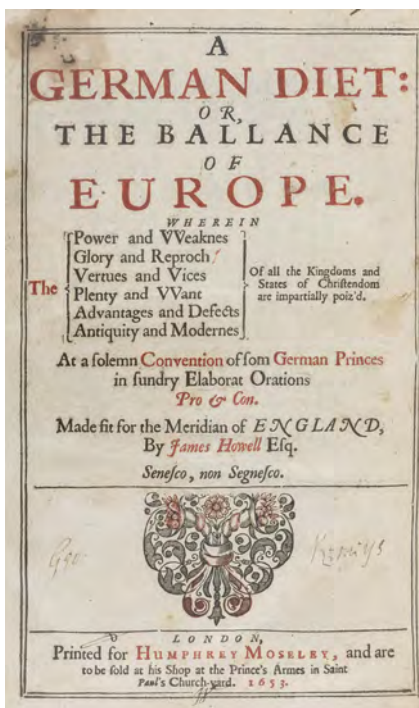 A
GERMAN DIET:
OR,
THE BALLANCE
OF
EUROPE.
WHEREIN
The
Power and VVeaknes
Glory and Reproch
Vertues and Vices
Plenty and VVant
Advantages and Defects
Antiquity and Modernes
Of all the Kingdoms and
States of Christendom
are impartially poiz'd.
At a solemn Convention of som German Princes
in sundry Elaborat Orations
Pro & Con.
Made fit for the Meridian of ENGLAND,
By James Howell Esq.
Senesco, non Segnesco.
LONDON,
Printed for HUMPHREY MOSELEY, and are
to be sold at his Shop at the Prince's Armes in Saint
Paul's Church-yard. 1653.